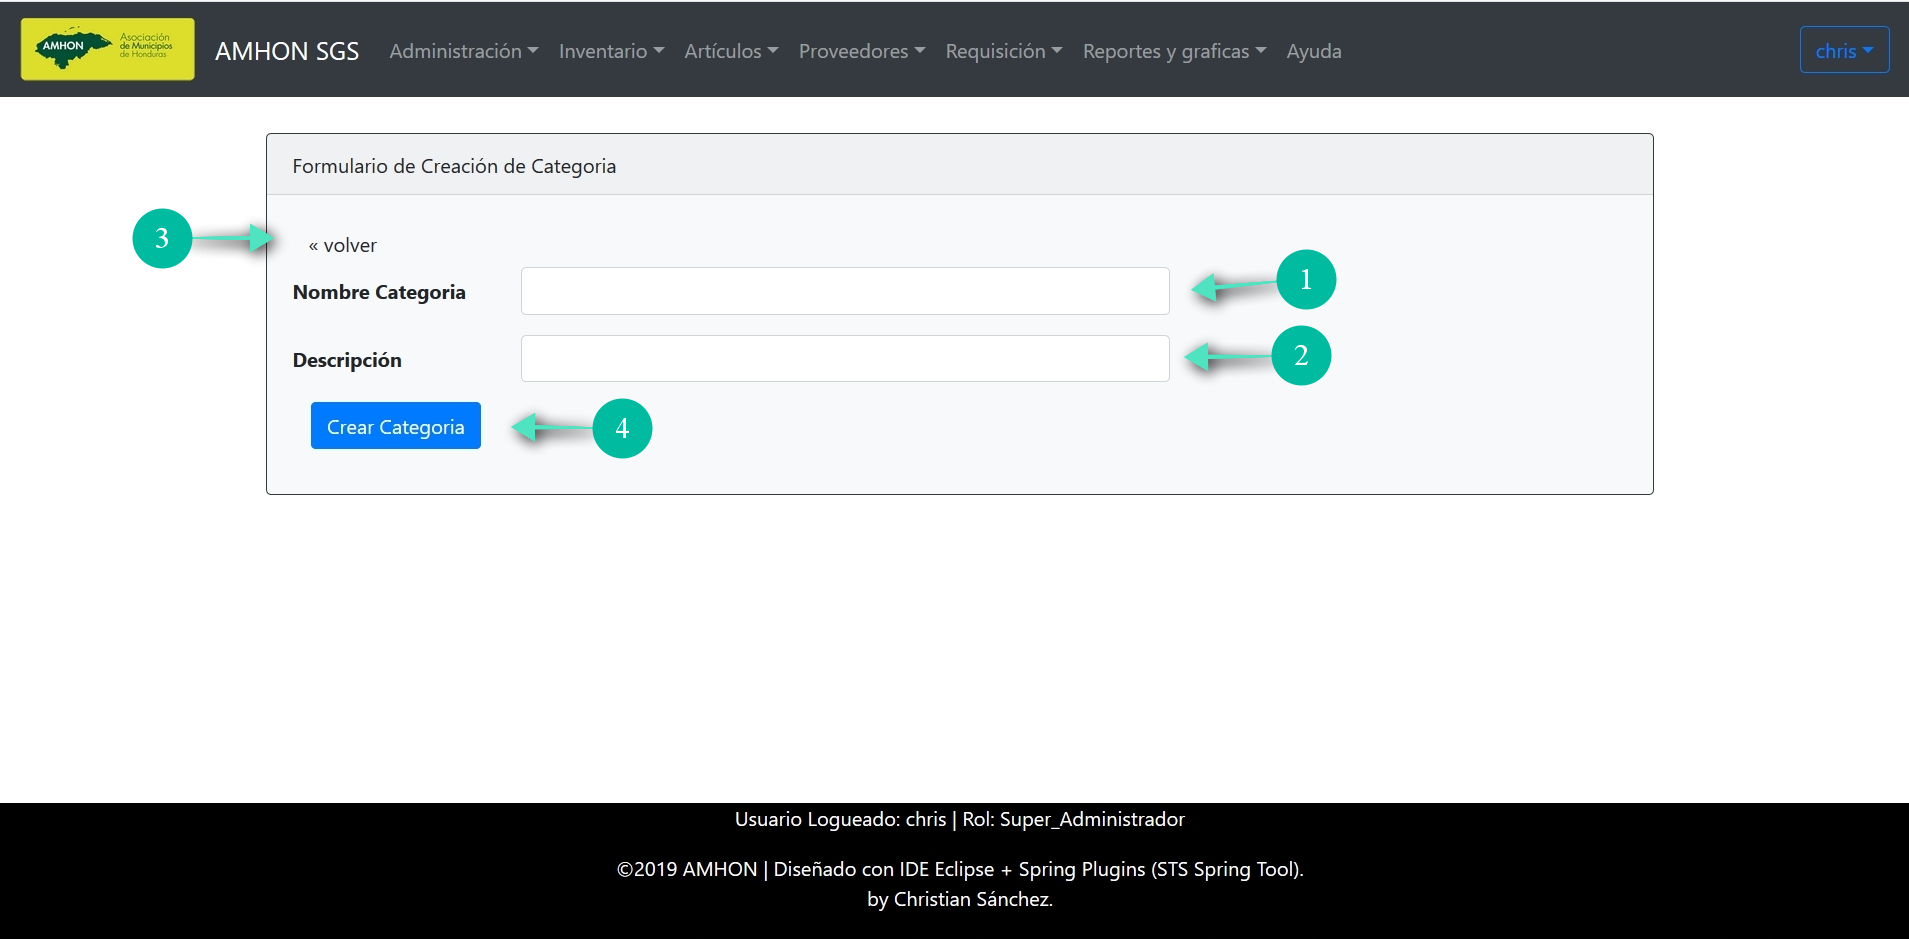 AMHON
Asociación
de Municipios
de Honduras
AMHON SGS Administración Inventario Artículos Proveedores Requisición Reportes y graficas Ayuda chris
Formulario de Creación de Categoria
3
« volver
Nombre Categoria
1
Descripción
2
Crear Categoria
4
Usuario Logueado: chris | Rol: Super_Administrador
©2019 AMHON | Diseñado con IDE Eclipse + Spring Plugins (STS Spring Tool).
by Christian Sánchez.